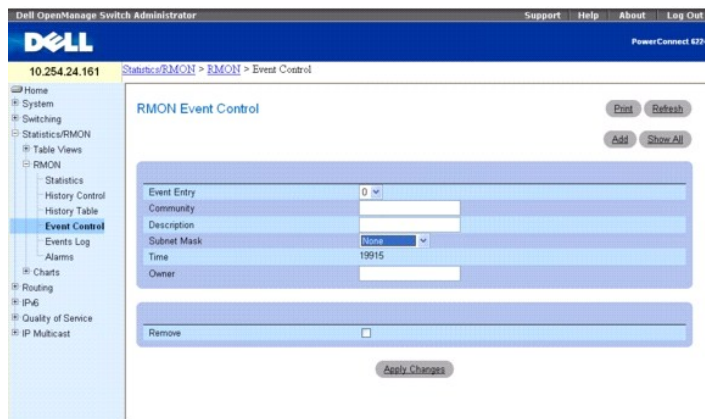 Dell OpenManage Switch Administrator
Support Help About Log Out
DELL
PowerConnect 622
10.254.24.161
Statistics/RMON > RMON > Event Control
Home
System
Switching
Statistics/RMON
Table Views
RMON
Statistics
History Control
History Table
Event Control
Events Log
Alarms
Charts
Routing
IPv6
Quality of Service
IP Multicast
RMON Event Control
Print Refresh
Add Show All
Event Entry 0
Community
Description
Subnet Mask None
Time 19915
Owner
Remove
Apply Changes